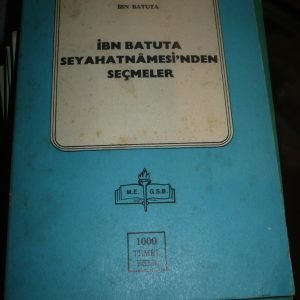 İBN BATUTA
İBN BATUTA
SEYAHATNÂMESİ'NDEN
SEÇMELER
M.E. G.S.B.
1000
TEMEL
ESER